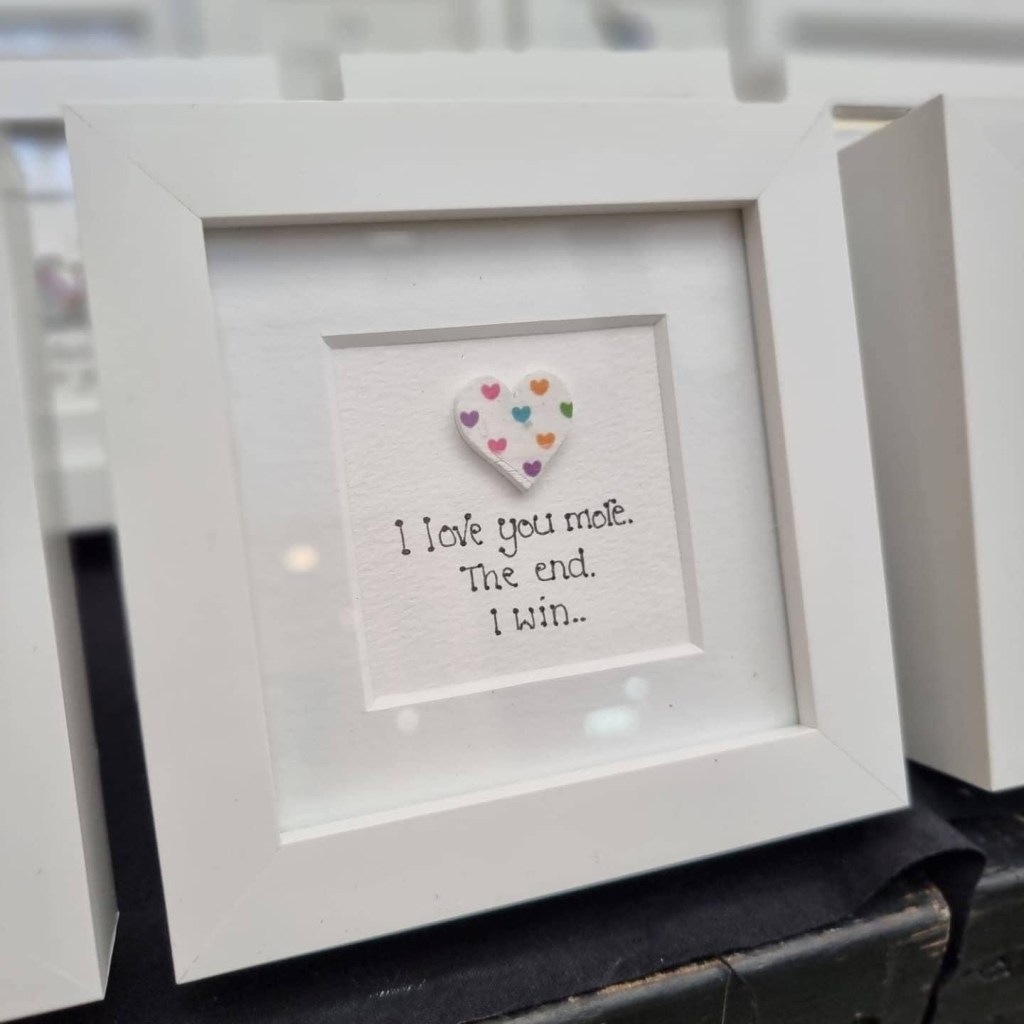 I love you more.
The end.
I win..